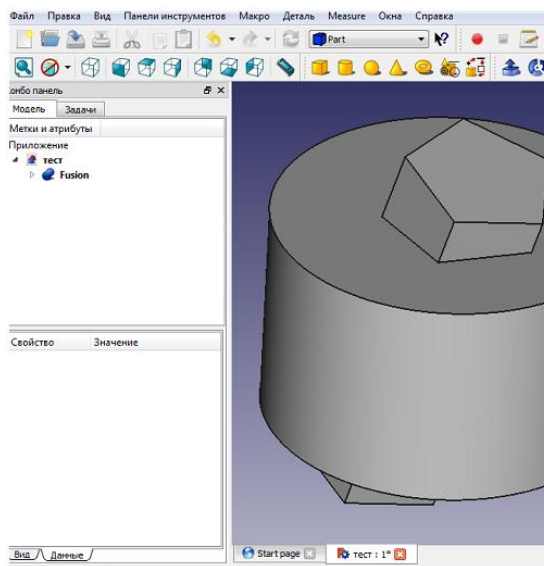 Файл Правка Вид Панели инструментов Макро Деталь Measure Окна Справка
Part
Комбо панель
Модель Задачи
Метки и атрибуты
Приложение
тест
Fusion
Свойство Значение
Вид Данные
Start page тест : 1*